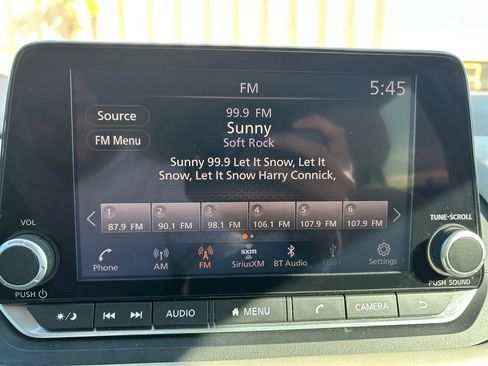 FM
5:45
Source
99.9 FM
Sunny
Soft Rock
FM Menu
Sunny 99.9 Let It Snow, Let It
Snow, Let It Snow Harry Connick,
1 2 3 4 5 6
87.9 FM 90.1 FM 98.1 FM 106.1 FM 107.9 FM 107.9 FM
VOL
TUNE•SCROLL
Phone
AM
FM
sxm
SiriusXM
BT Audio
USB1
Settings
PUSH
PUSH SOUND
AUDIO
MENU
CAMERA